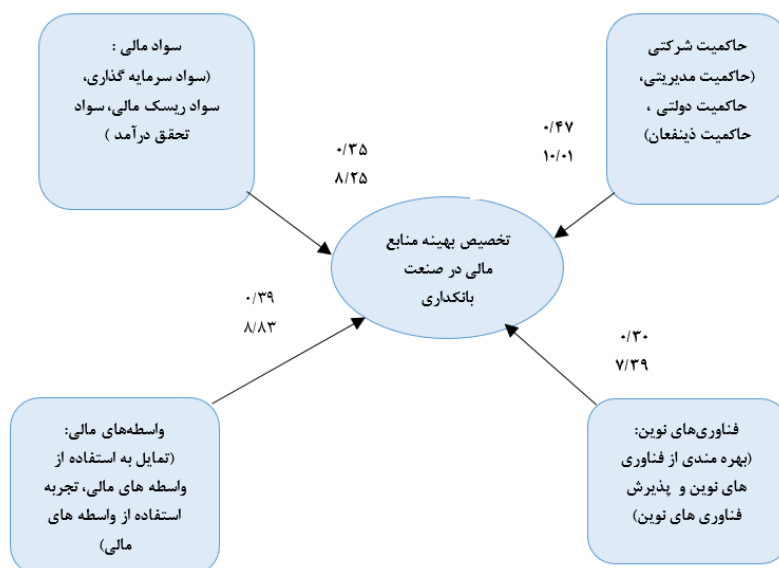 حاکمیت شرکتی
(حاکمیت مدیریتی،
حاکمیت دولتی ،
حاکمیت ذینفعان)
سواد مالی :
(سواد سرمایه گذاری،
سواد ریسک مالی، سواد
تحقق درآمد )
۰/۴۷
۱۰/۰۱
۰/۳۵
۸/۲۵
تخصیص بهینه منابع
مالی در صنعت
بانکداری
۰/۳۹
۸/۸۳
۰/۳۰
۷/۳۹
فناوری‌های نوین:
(بهره مندی از فناوری
های نوین و پذیرش
فناوری های نوین)
واسطه‌های مالی:
(تمایل به استفاده از
واسطه های مالی، تجربه
استفاده از واسطه های
مالی)